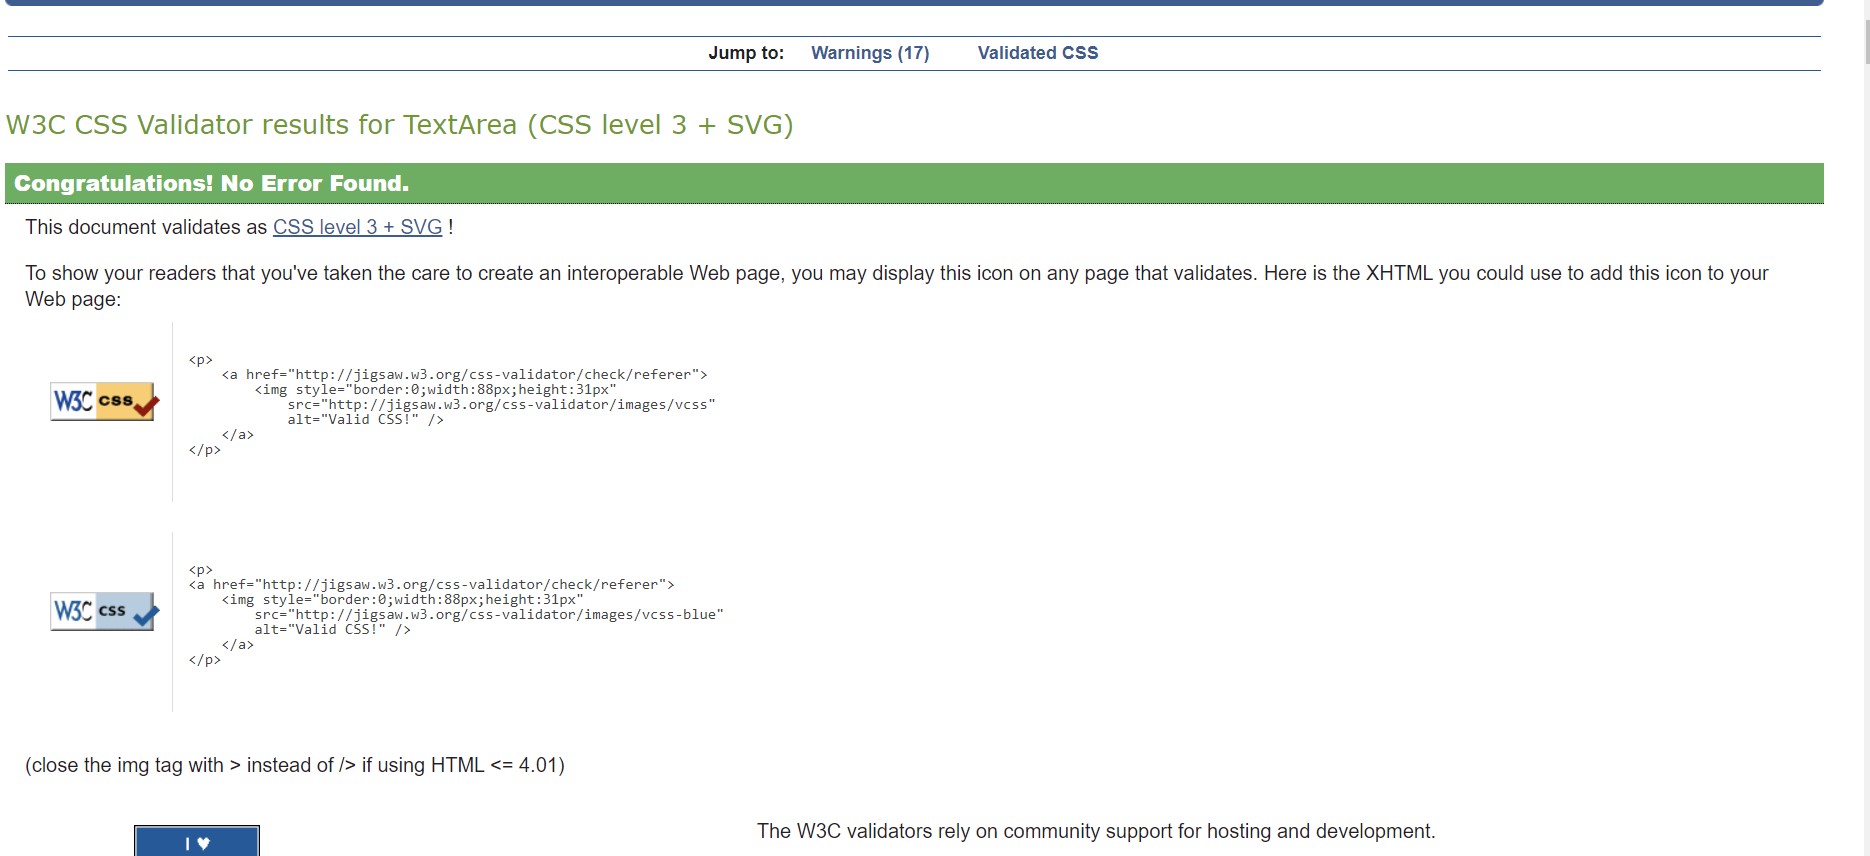 Jump to: Warnings (17) Validated CSS
W3C CSS Validator results for TextArea (CSS level 3 + SVG)
Congratulations! No Error Found.
This document validates as CSS level 3 + SVG !
To show your readers that you've taken the care to create an interoperable Web page, you may display this icon on any page that validates. Here is the XHTML you could use to add this icon to your
Web page:
W3C css
<p>
    <a href="http://jigsaw.w3.org/css-validator/check/referer">
        <img style="border:0;width:88px;height:31px"
            src="http://jigsaw.w3.org/css-validator/images/vcss"
            alt="Valid CSS!" />
    </a>
</p>
W3C css
<p>
<a href="http://jigsaw.w3.org/css-validator/check/referer">
    <img style="border:0;width:88px;height:31px"
        src="http://jigsaw.w3.org/css-validator/images/vcss-blue"
        alt="Valid CSS!" />
    </a>
</p>
(close the img tag with > instead of /> if using HTML <= 4.01)
I ♥
The W3C validators rely on community support for hosting and development.